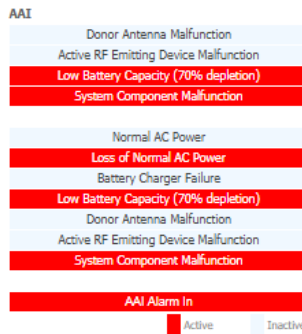 AAI
Donor Antenna Malfunction
Active RF Emitting Device Malfunction
Low Battery Capacity (70% depletion)
System Component Malfunction
Normal AC Power
Loss of Normal AC Power
Battery Charger Failure
Low Battery Capacity (70% depletion)
Donor Antenna Malfunction
Active RF Emitting Device Malfunction
System Component Malfunction
AAI Alarm In
Active Inactive